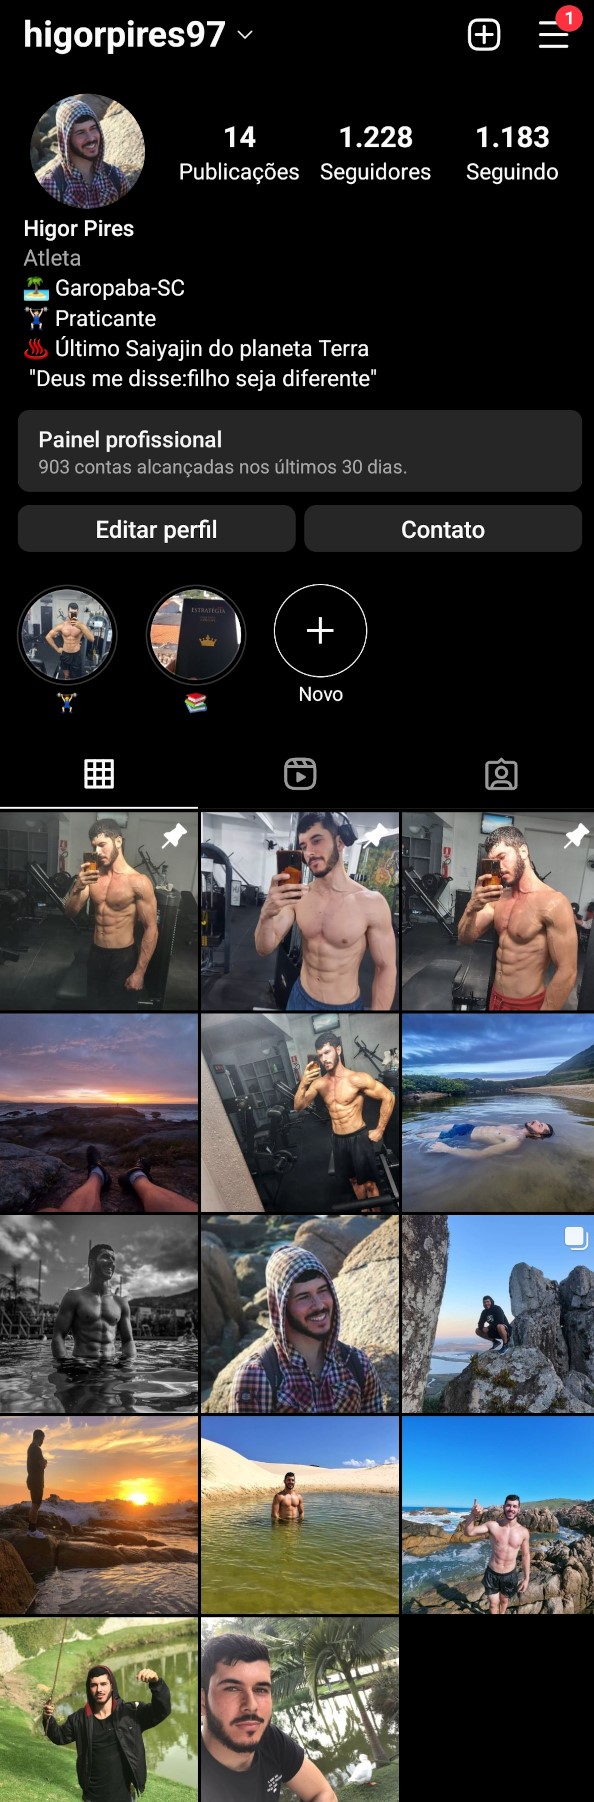 higorpires97
1
14
1.228
1.183
Publicações
Seguidores
Seguindo
Higor Pires
Atleta
🏝️ Garopaba-SC
🏋️ Praticante
♨️ Último Saiyajin do planeta Terra
"Deus me disse:filho seja diferente"
Painel profissional
903 contas alcançadas nos últimos 30 dias.
Editar perfil
Contato
ESTRATÉGIA
🏋️
📚
Novo